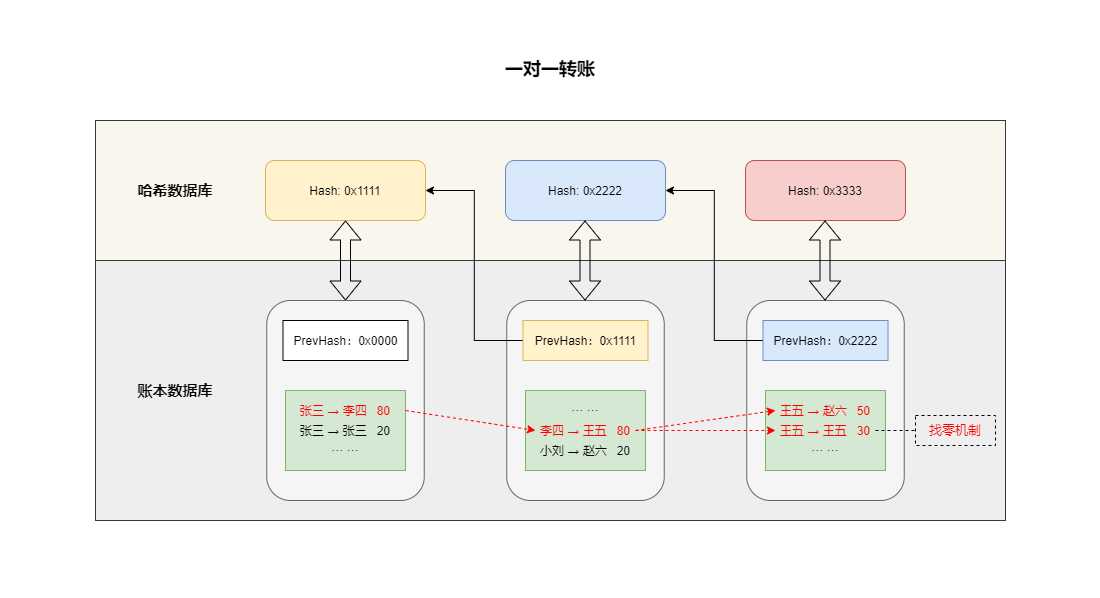 一对一转账
哈希数据库
Hash: 0x1111
Hash: 0x2222
Hash: 0x3333
账本数据库
PrevHash: 0x0000
张三 → 李四 80
张三 → 张三 20
... ...
PrevHash: 0x1111
... ...
李四 → 王五 80
小刘 → 赵六 20
PrevHash: 0x2222
王五 → 赵六 50
王五 → 王五 30
... ...
找零机制